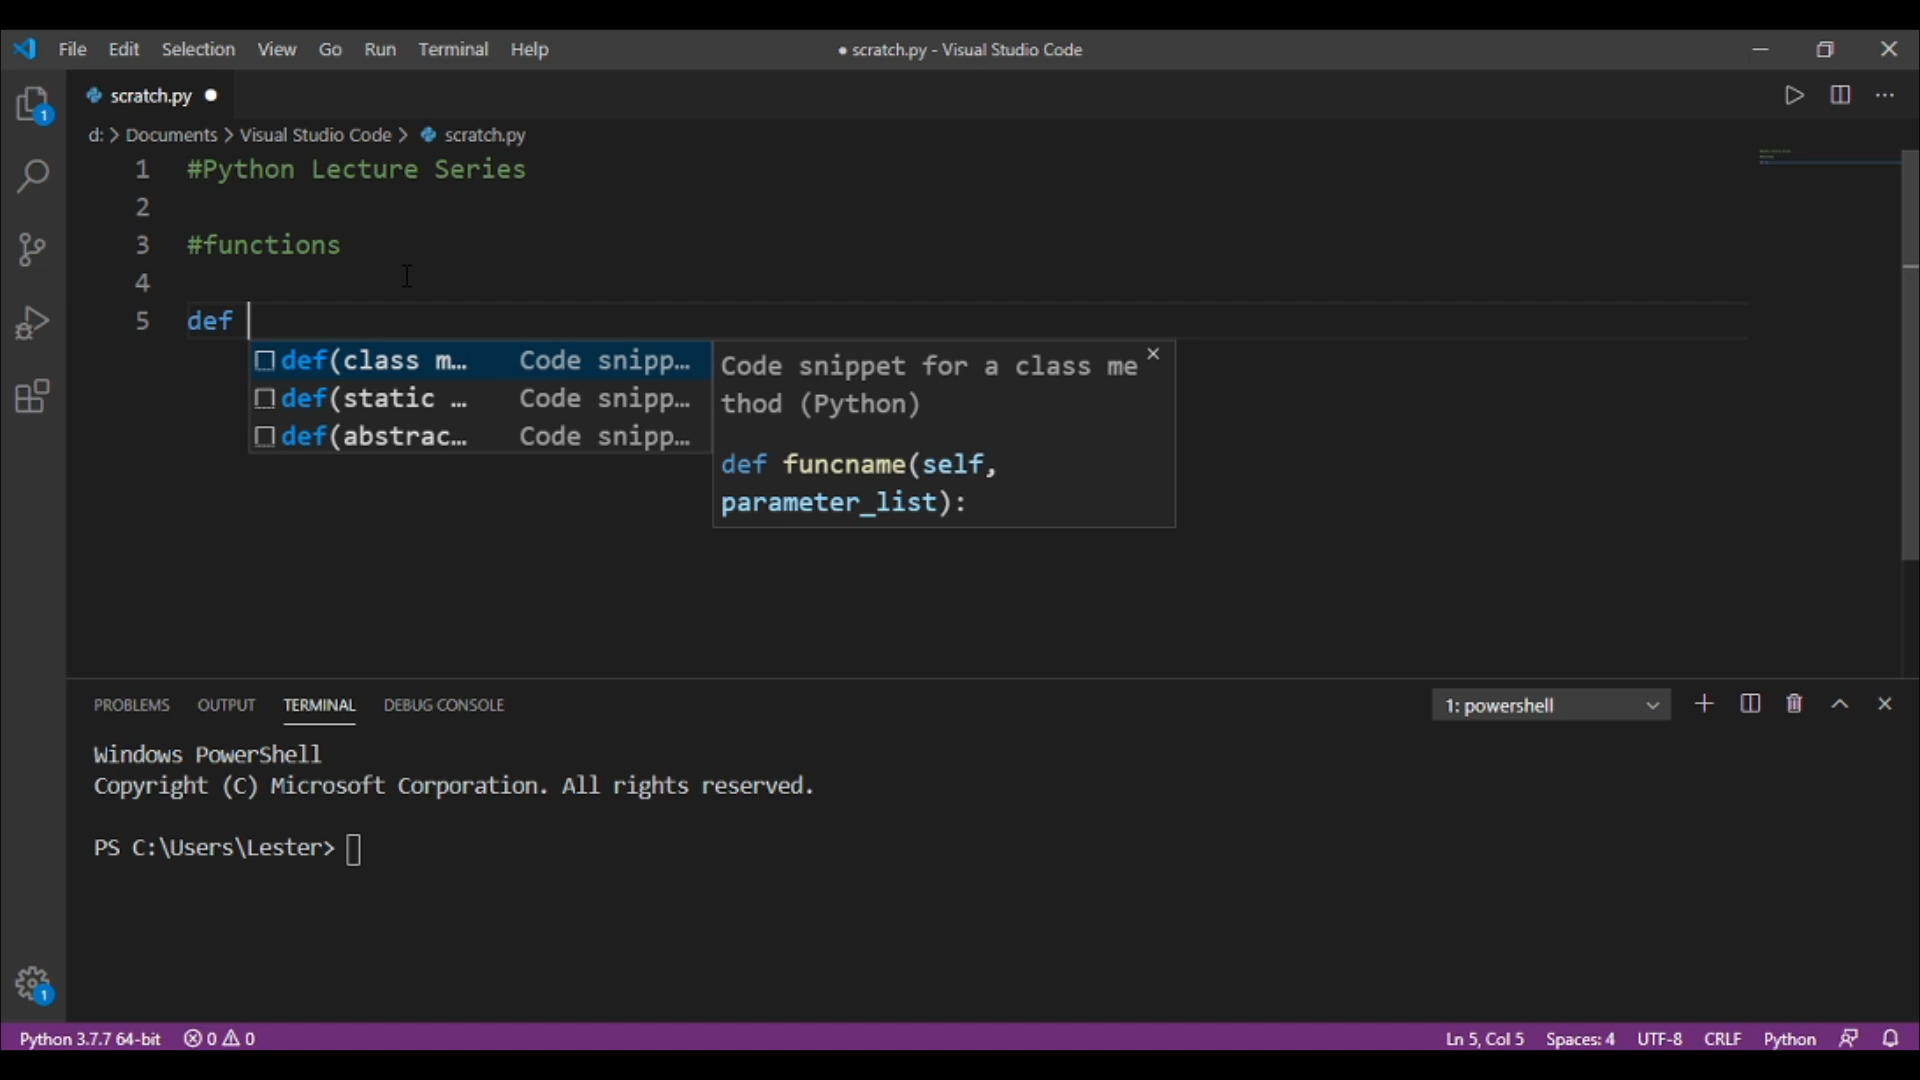 File Edit Selection View Go Run Terminal Help ● scratch.py - Visual Studio Code
1
scratch.py
d: > Documents > Visual Studio Code > scratch.py
1 #Python Lecture Series
2
3 #functions
4
5 def
def(class m... Code snipp...
def(static ... Code snipp...
def(abstrac... Code snipp...
Code snippet for a class me
thod (Python)
def funcname(self,
parameter_list):
PROBLEMS OUTPUT TERMINAL DEBUG CONSOLE 1: powershell
Windows PowerShell
Copyright (C) Microsoft Corporation. All rights reserved.
PS C:\Users\Lester>
1
Python 3.7.7 64-bit 0 0 Ln 5, Col 5 Spaces: 4 UTF-8 CRLF Python